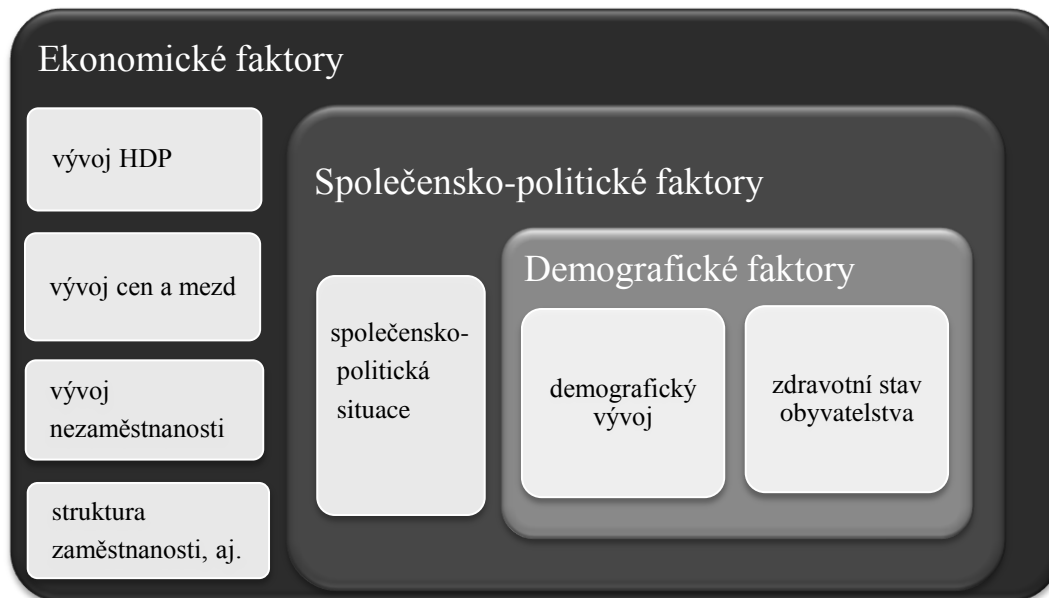 Ekonomické faktory
vývoj HDP
vývoj cen a mezd
vývoj
nezaměstnanosti
struktura
zaměstnanosti, aj.
Společensko-politické faktory
společensko-
politická
situace
Demografické faktory
demografický
vývoj
zdravotní stav
obyvatelstva